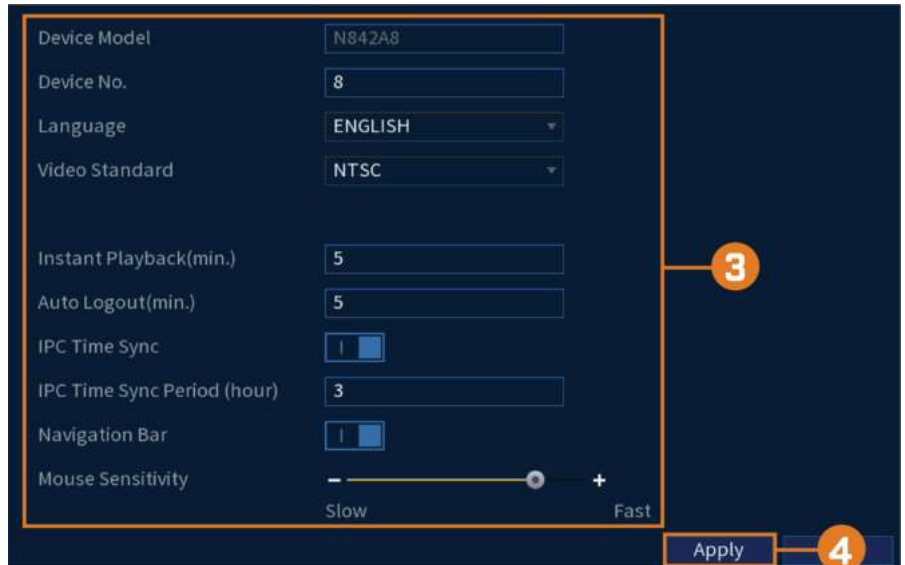 Device Model N842A8
Device No. 8
Language ENGLISH
Video Standard NTSC
Instant Playback(min.) 5
3
Auto Logout(min.) 5
IPC Time Sync
IPC Time Sync Period (hour) 3
Navigation Bar
Mouse Sensitivity - +
Slow Fast
Apply 4